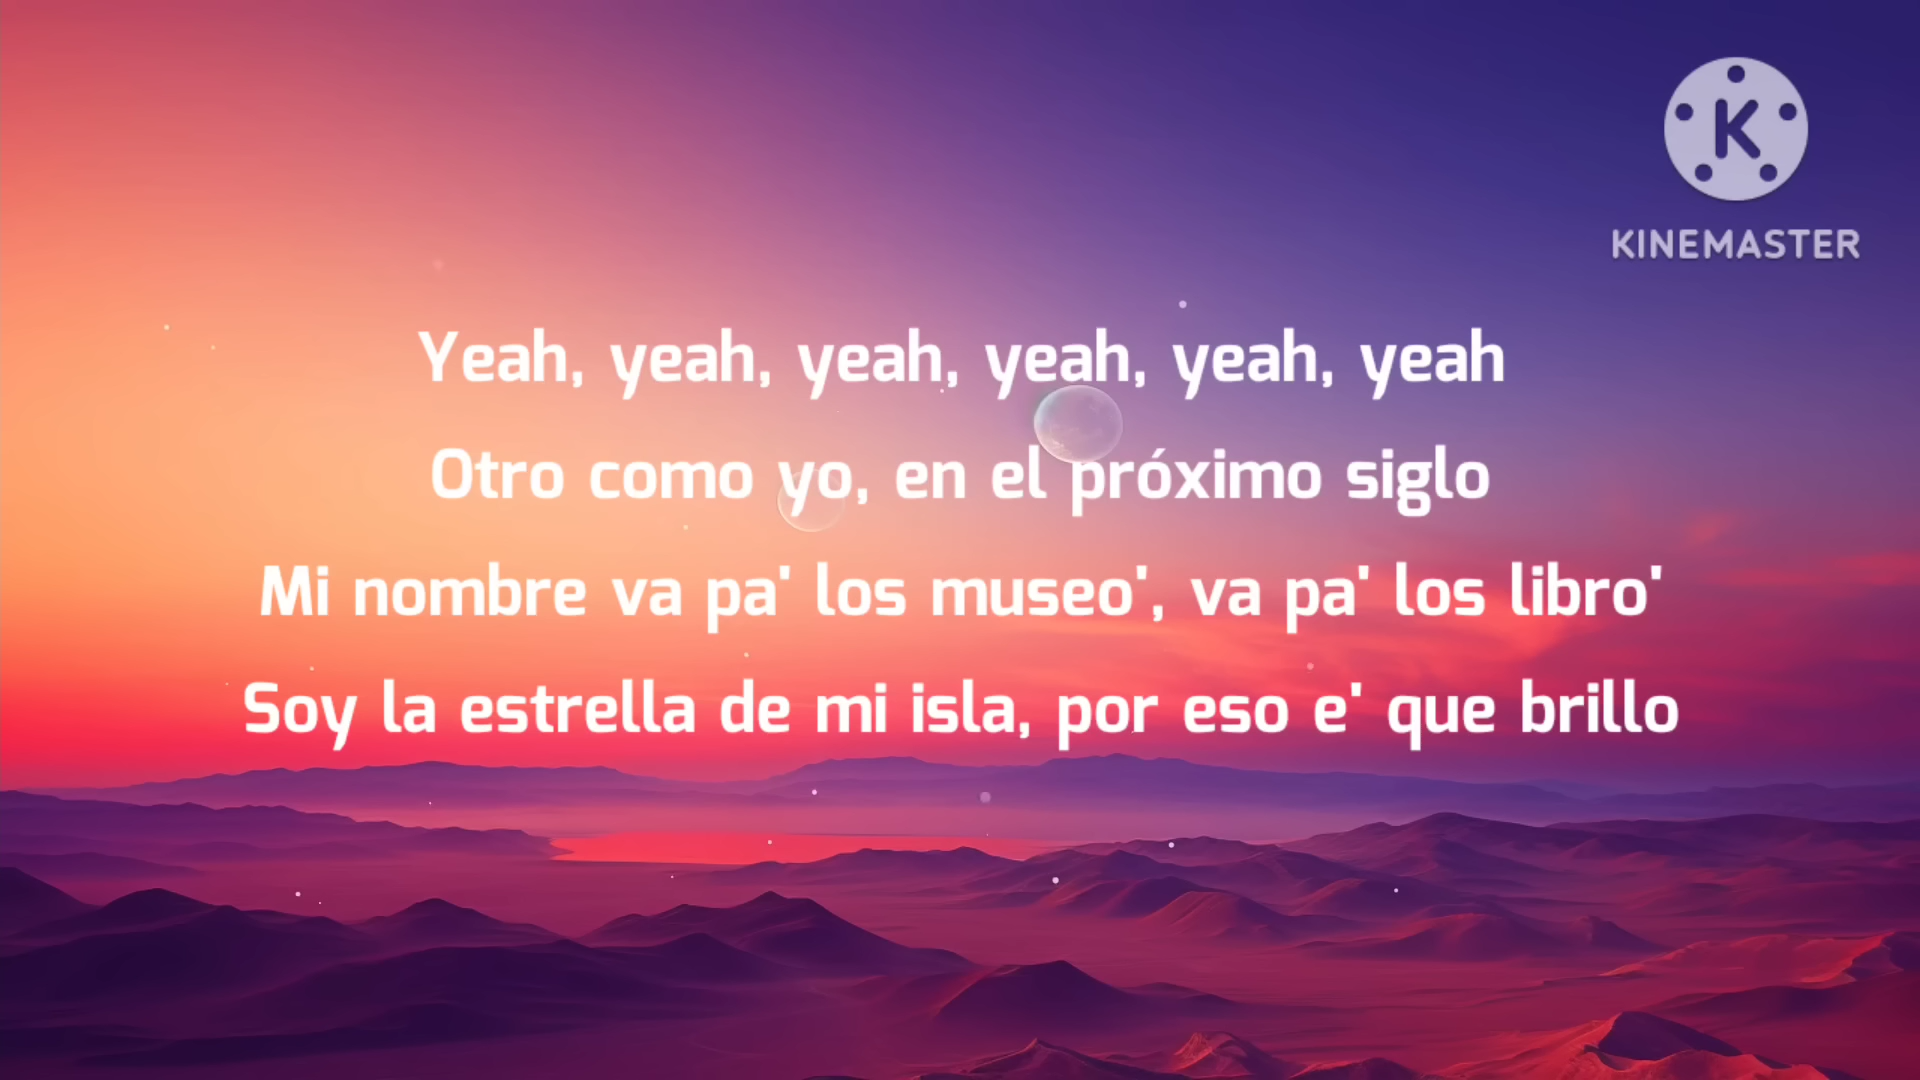 K
KINEMASTER
Yeah, yeah, yeah, yeah, yeah, yeah
Otro como yo, en el próximo siglo
Mi nombre va pa' los museo', va pa' los libro'
Soy la estrella de mi isla, por eso e' que brillo